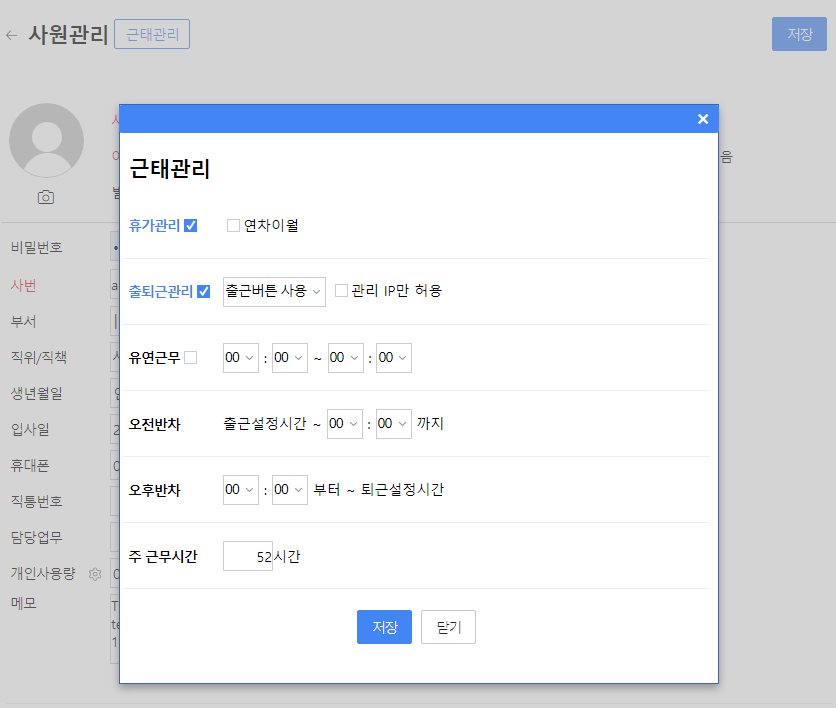 ← 사원관리 근태관리 저장
음
근태관리
휴가관리 연차이월
출퇴근관리 출근버튼 사용 관리 IP만 허용
유연근무 00 : 00 ~ 00 : 00
오전반차 출근설정시간 ~ 00 : 00 까지
오후반차 00 : 00 부터 ~ 퇴근설정시간
주 근무시간 52시간
저장 닫기
비밀번호
사번 a
부서
직위/직책
생년월일
입사일 2
휴대폰 0
직통번호
담당업무
개인사용량 0
메모 T
te
1